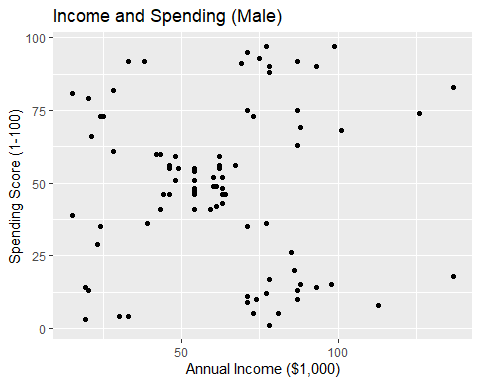 Income and Spending (Male)
100
75
50
25
0
Spending Score (1-100)
50
100
Annual Income ($1,000)